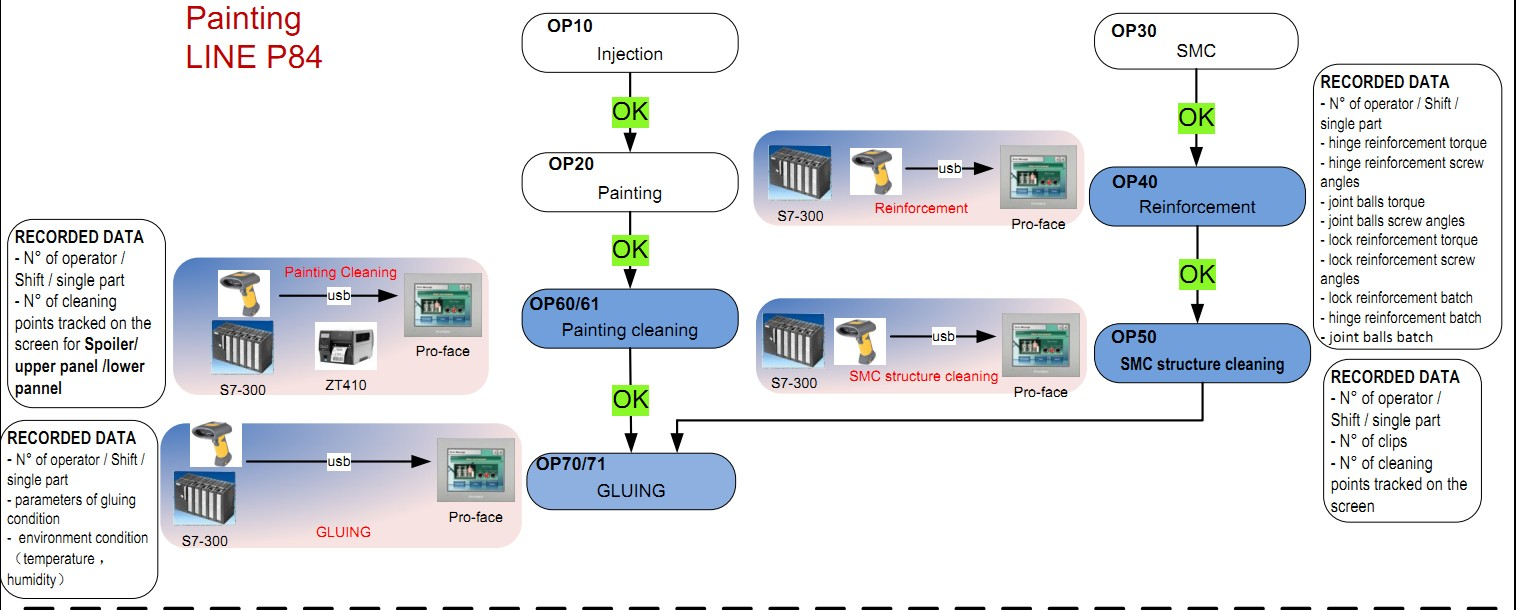 Painting
LINE P84
OP10
Injection
OK
OP20
Painting
OK
OP60/61
Painting cleaning
OK
OP70/71
GLUING
OP30
SMC
OK
OP40
Reinforcement
OK
OP50
SMC structure cleaning
usb
Reinforcement
S7-300
Pro-face
usb
SMC structure cleaning
S7-300
Pro-face
Painting Cleaning
usb
Pro-face
S7-300
ZT410
usb
Pro-face
S7-300
GLUING
RECORDED DATA
- N° of operator /
Shift / single part
- N° of cleaning
points tracked on the
screen for Spoiler/
upper panel /lower
pannel
RECORDED DATA
- N° of operator / Shift /
single part
- parameters of gluing
condition
- environment condition
（temperature ，
humidity）
RECORDED DATA
- N° of operator / Shift /
single part
- hinge reinforcement torque
- hinge reinforcement screw
angles
- joint balls torque
- joint balls screw angles
- lock reinforcement torque
- lock reinforcement screw
angles
- lock reinforcement batch
- hinge reinforcement batch
- joint balls batch
RECORDED DATA
- N° of operator /
Shift / single part
- N° of clips
- N° of cleaning
points tracked on the
screen